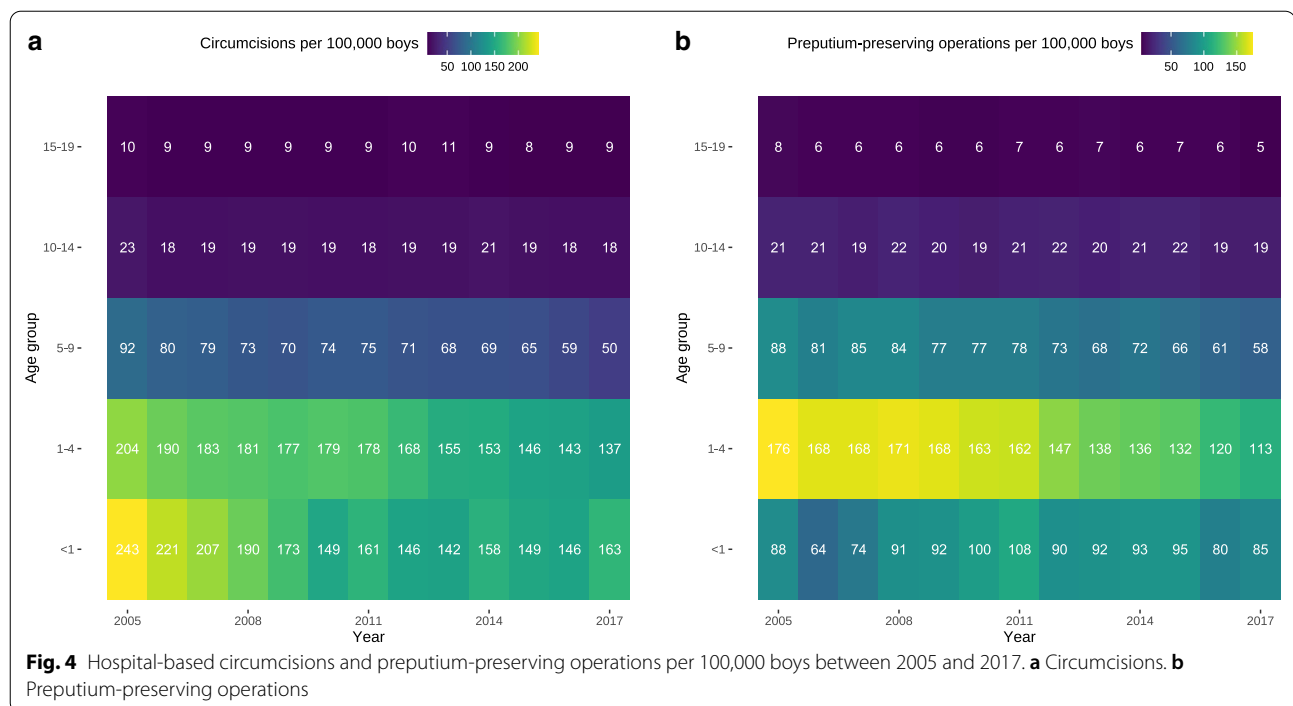 a
Circumcisions per 100,000 boys
50 100 150 200
Age group
15-19 10 9 9 9 9 9 9 10 11 9 8 9 9
10-14 23 18 19 19 19 19 18 19 19 21 19 18 18
5-9 92 80 79 73 70 74 75 71 68 69 65 59 50
1-4 204 190 183 181 177 179 178 168 155 153 146 143 137
<1 243 221 207 190 173 149 161 146 142 158 149 146 163
2005 2008 2011 2014 2017
Year
b
Preputium-preserving operations per 100,000 boys
50 100 150
Age group
15-19 8 6 6 6 6 6 7 6 7 6 7 6 5
10-14 21 21 19 22 20 19 21 22 20 21 22 19 19
5-9 88 81 85 84 77 77 78 73 68 72 66 61 58
1-4 176 168 168 171 168 163 162 147 138 136 132 120 113
<1 88 64 74 91 92 100 108 90 92 93 95 80 85
2005 2008 2011 2014 2017
Year
Fig. 4 Hospital-based circumcisions and preputium-preserving operations per 100,000 boys between 2005 and 2017. a Circumcisions. b
Preputium-preserving operations